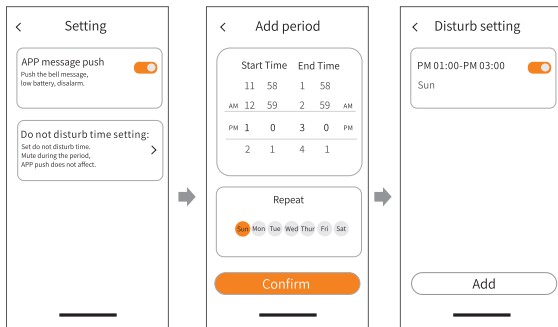 Setting
APP message push
Push the bell message,
low battery, disalarm.
Do not disturb time setting:
Set do not disturb time.
Mute during the period,
APP push does not affect.
Add period
Start Time End Time
11 58 1 58
AM 12 59 2 59 AM
PM 1 0 3 0 PM
2 1 4 1
Repeat
Sun Mon Tue Wed Thur Fri Sat
Confirm
Disturb setting
PM 01:00-PM 03:00
Sun
Add